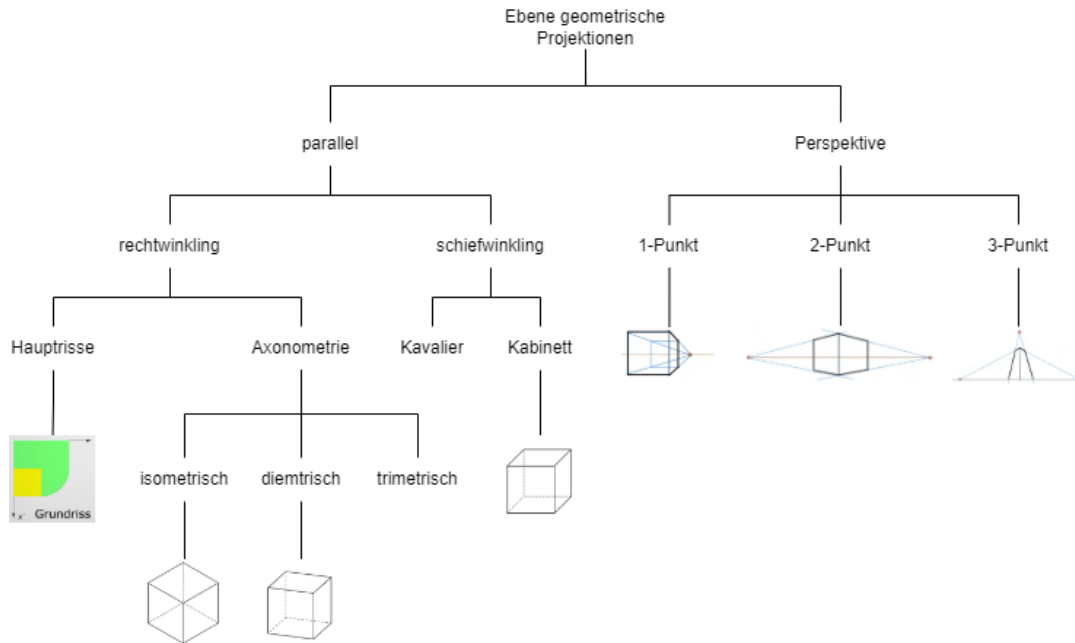 Ebene geometrische
Projektionen
parallel
Perspektive
rechtwinkling
schiefwinkling
1-Punkt
2-Punkt
3-Punkt
Hauptrisse
Axonometrie
Kavalier
Kabinett
isometrisch
diemtrisch
trimetrisch
x
Grundriss